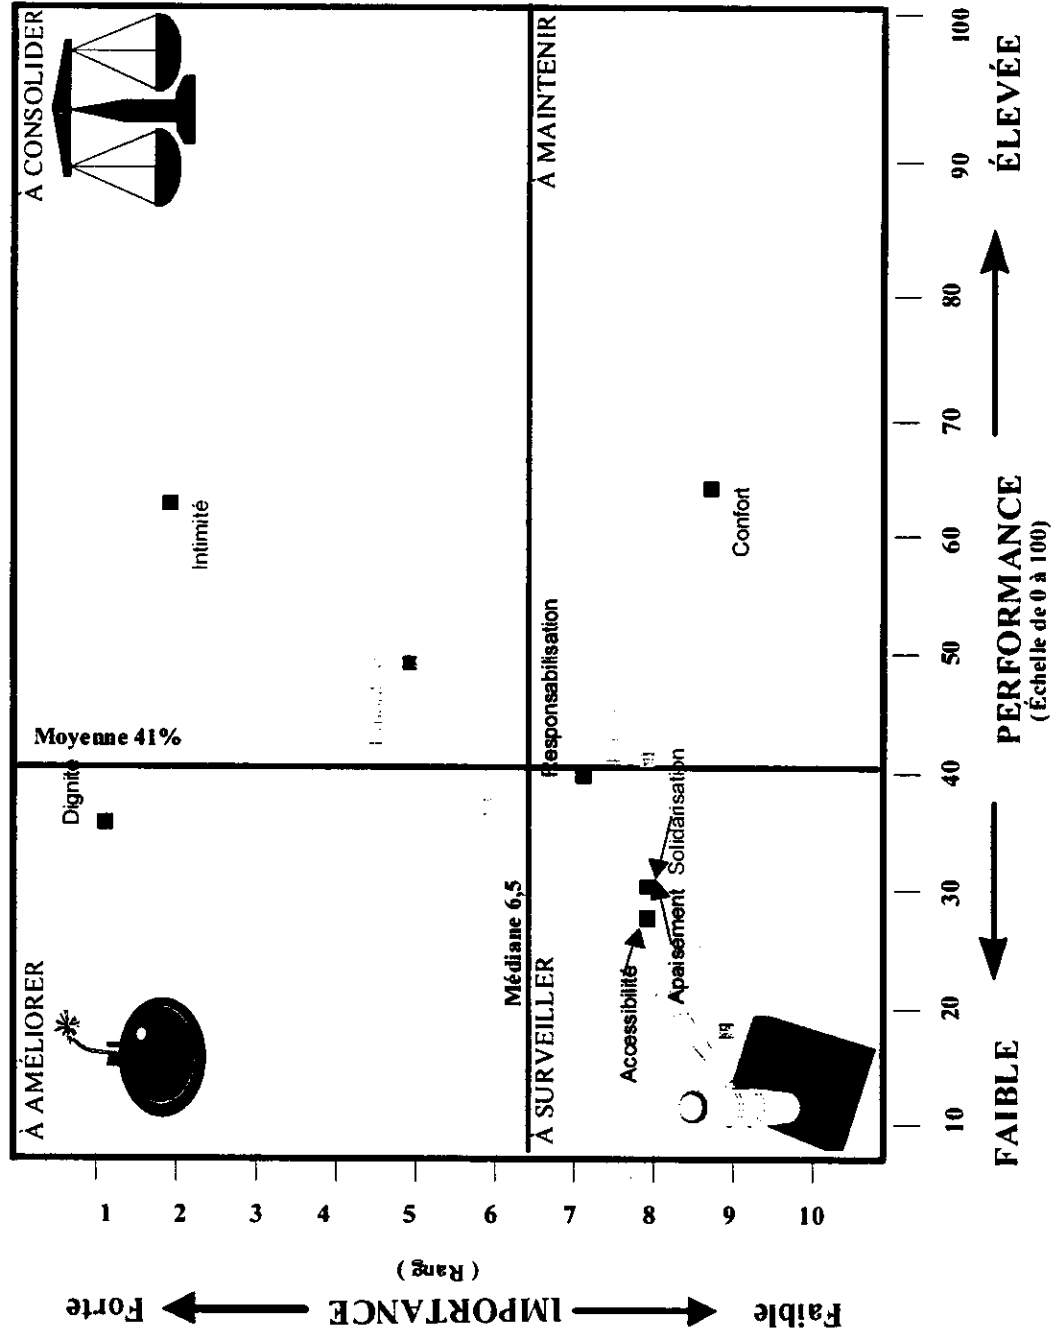 À AMÉLIORER
À CONSOLIDER
Dignité
Moyenne 41%
Intimité
Médiane 6,5
À SURVEILLER
À MAINTENIR
Responsabilisation
Accessibilité
Apaisement
Solidarisation
Confort
Forte
IMPORTANCE
( Rang )
Faible
1
2
3
4
5
6
7
8
9
10
10
20
30
40
50
60
70
80
90
100
FAIBLE
PERFORMANCE
ÉLEVÉE
(Échelle de 0 à 100)